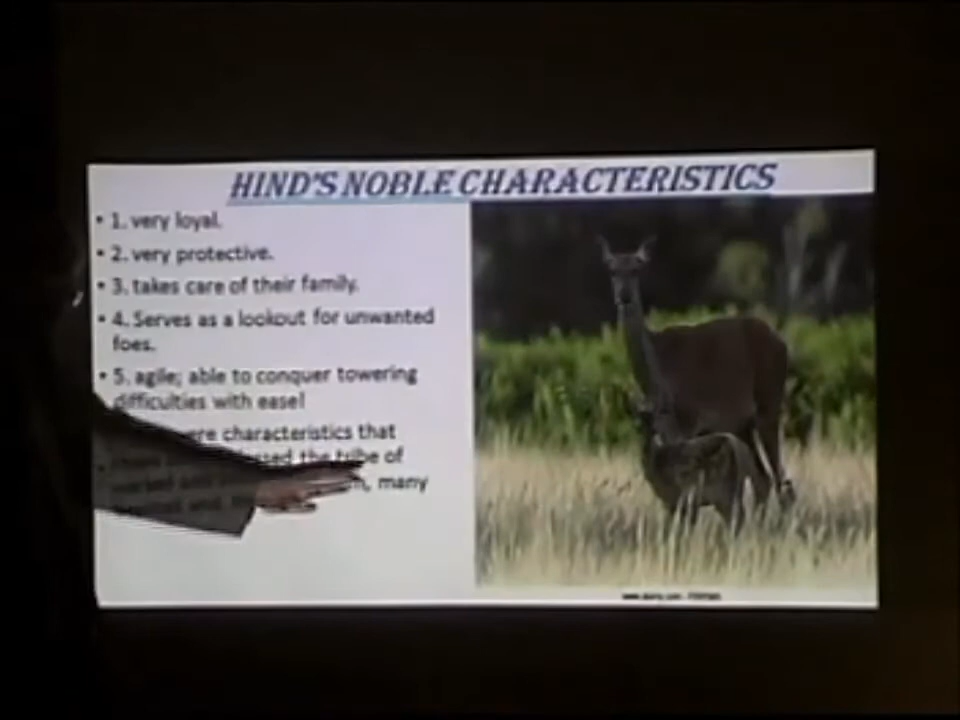 HIND'S NOBLE CHARACTERISTICS
• 1. very loyal.
• 2. very protective.
• 3. takes care of their family.
• 4. Serves as a lookout for unwanted
foes.
• 5. agile; able to conquer towering
difficulties with ease!
characteristics that
the tribe of
many